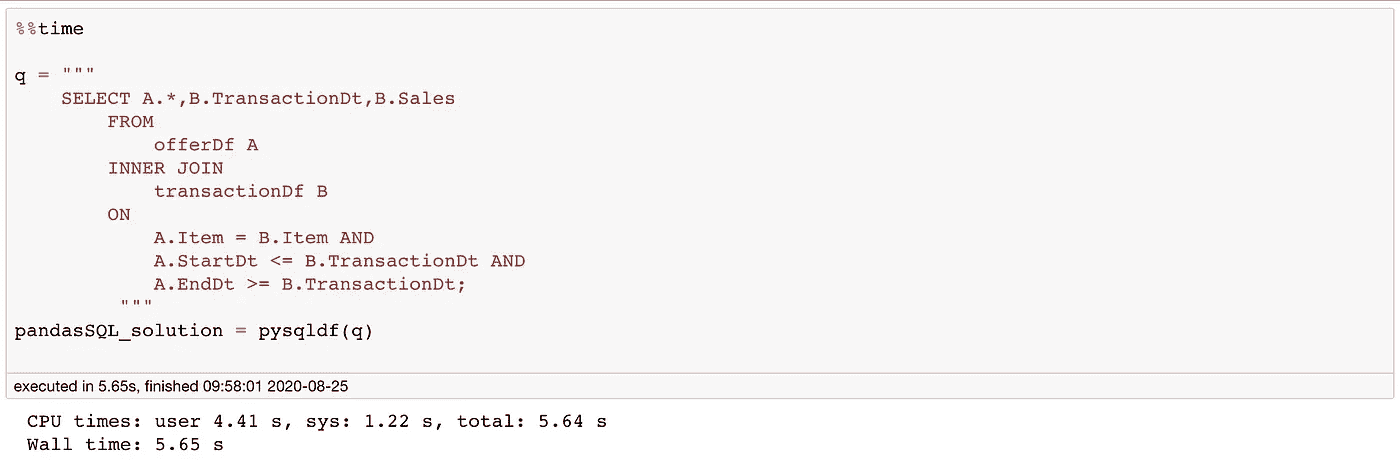 %%time
q = """
SELECT A.*,B.TransactionDt,B.Sales
FROM
offerDf A
INNER JOIN
transactionDf B
ON
A.Item = B.Item AND
A.StartDt <= B.TransactionDt AND
A.EndDt >= B.TransactionDt;
"""
pandasSQL_solution = pysqldf(q)
executed in 5.65s, finished 09:58:01 2020-08-25
CPU times: user 4.41 s, sys: 1.22 s, total: 5.64 s
Wall time: 5.65 s